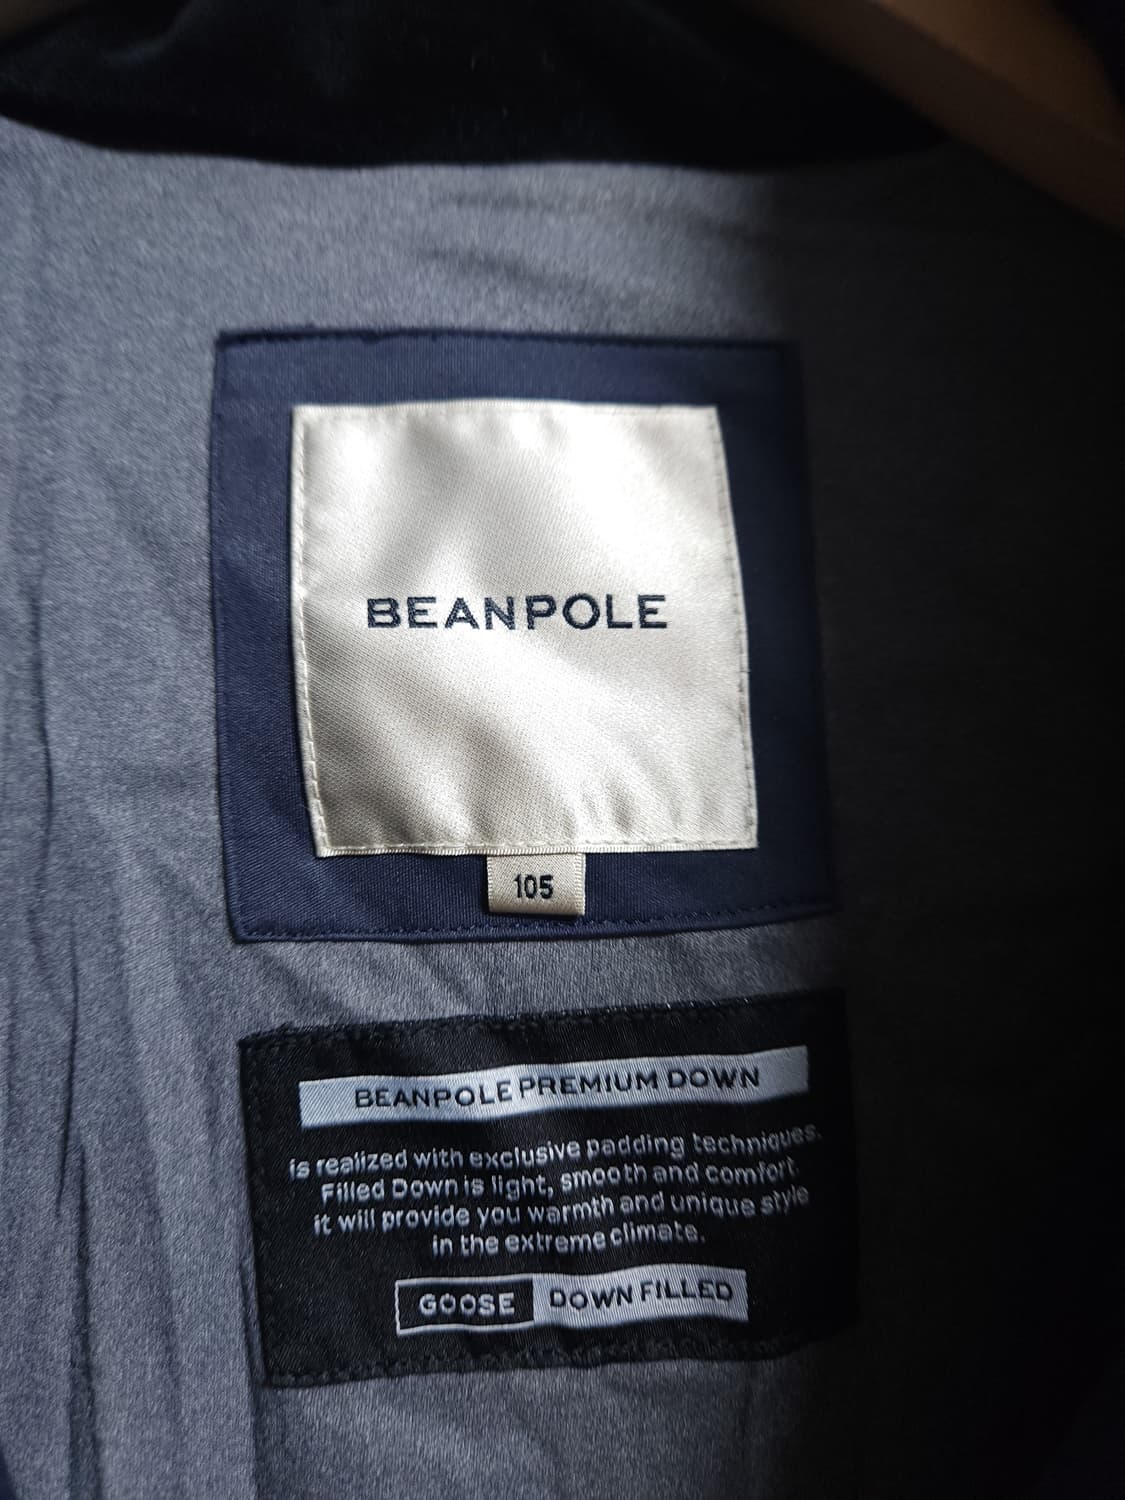 BEANPOLE
105
BEANPOLE PREMIUM DOWN
is realized with exclusive padding techniques.
Filled Down is light, smooth and comfort.
it will provide you warmth and unique style
in the extreme climate.
GOOSE DOWN FILLED